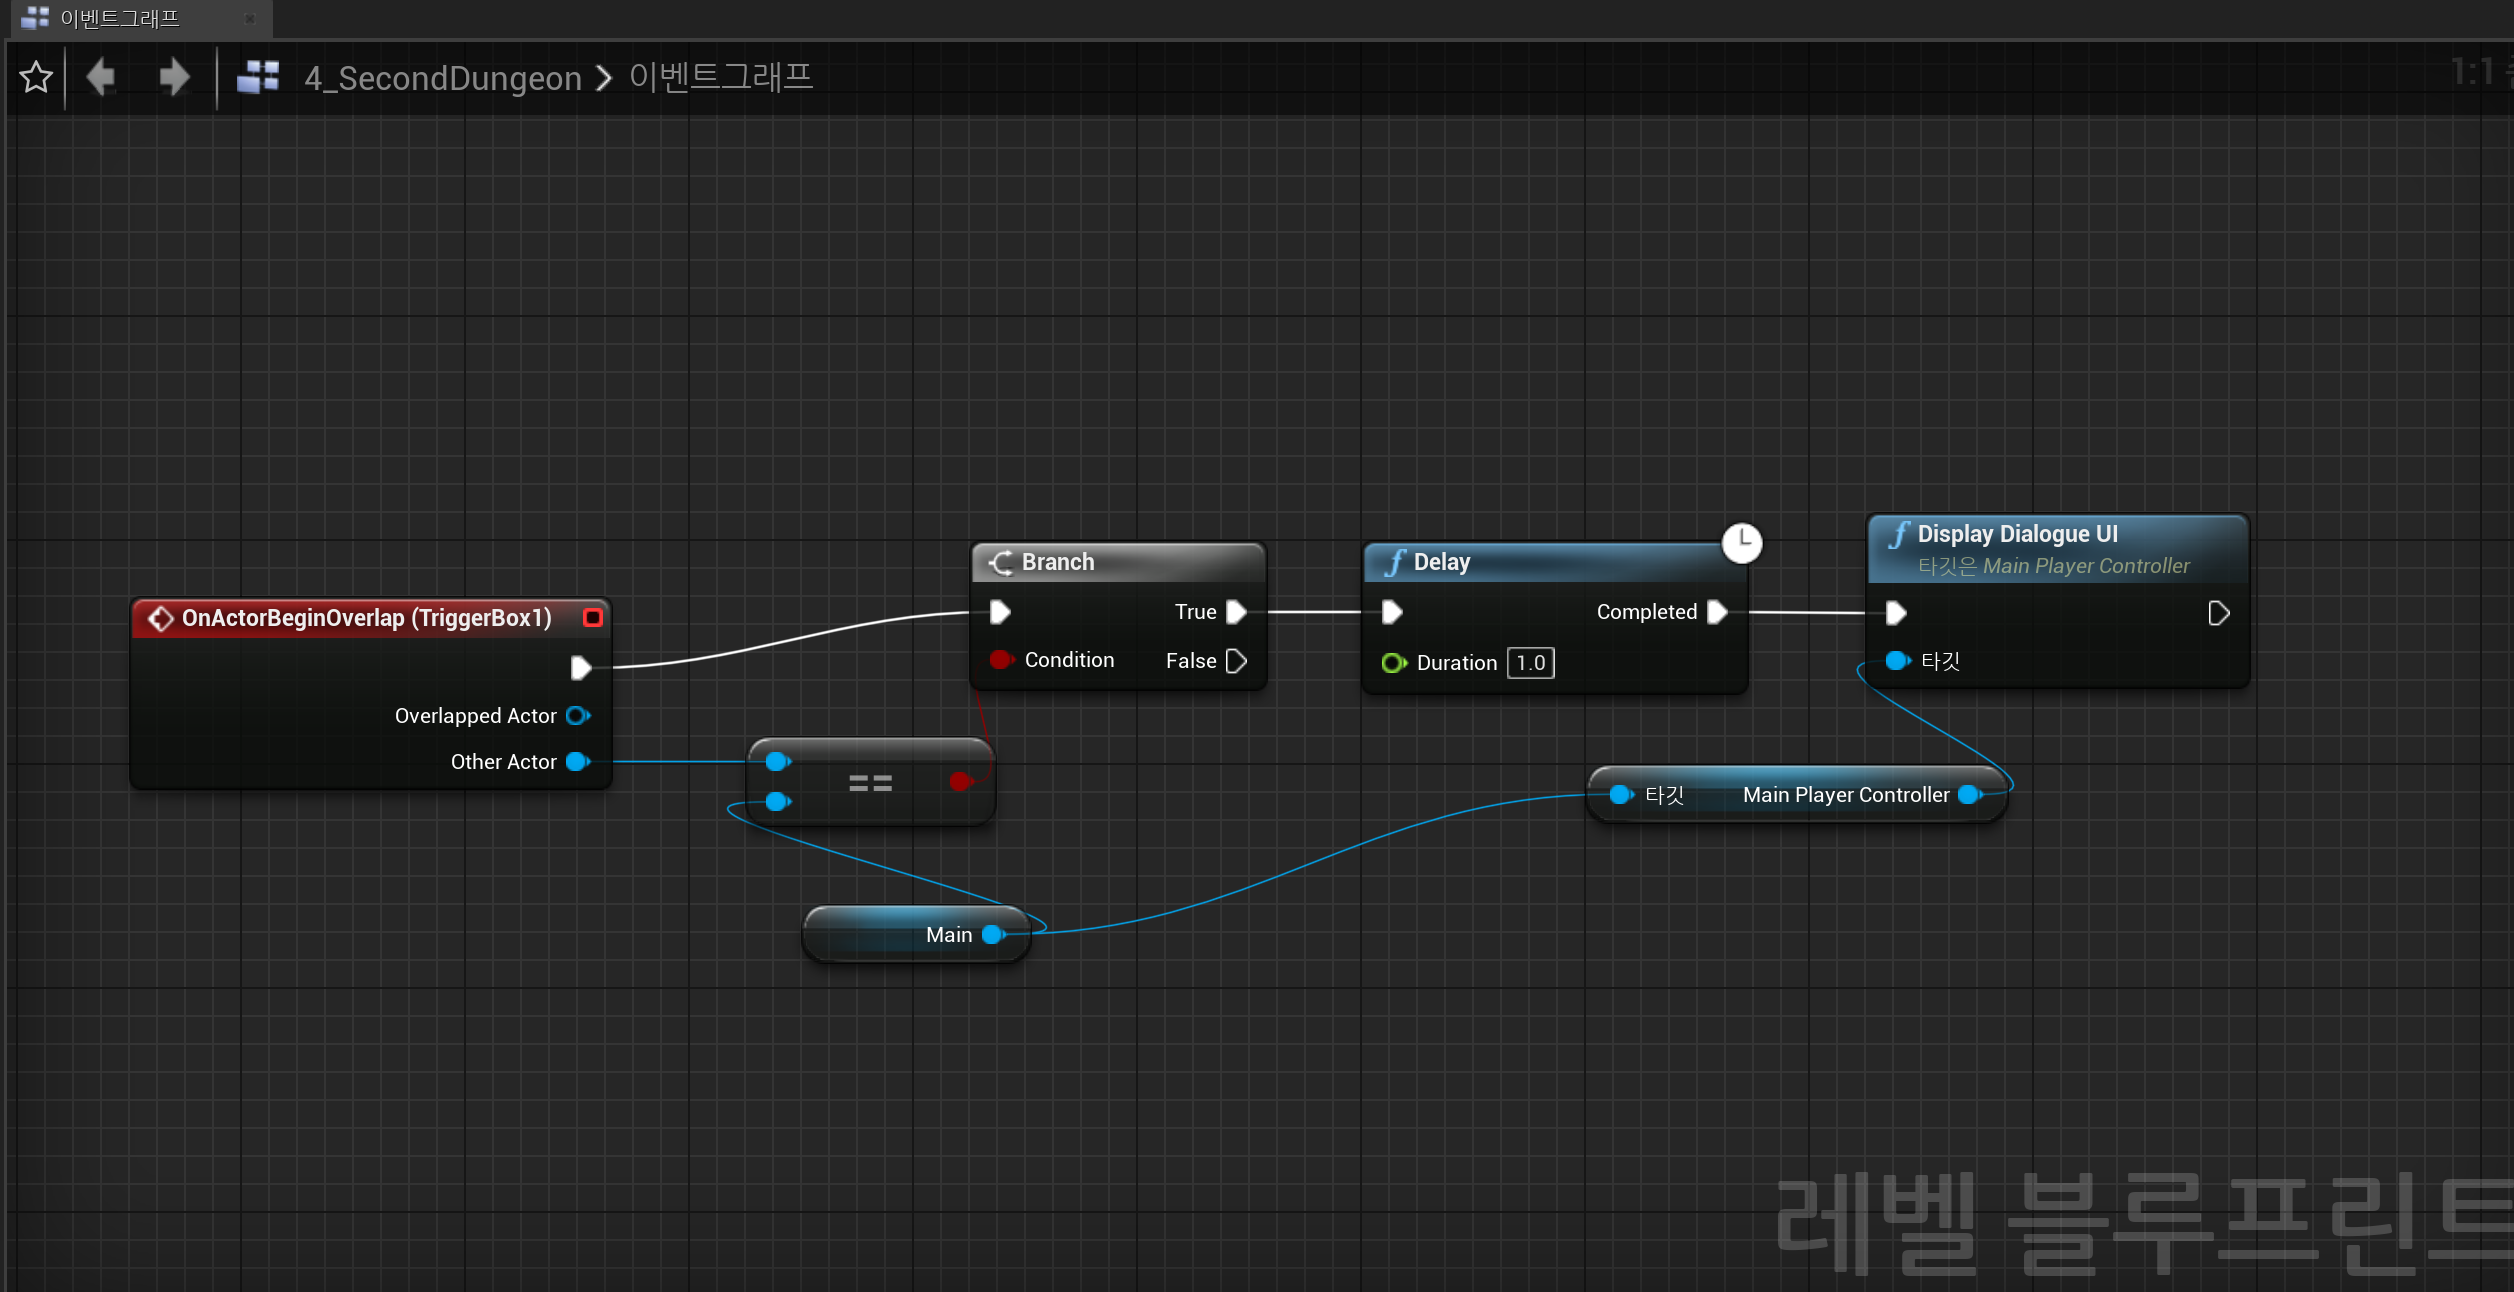 이벤트그래프
4_SecondDungeon > 이벤트그래프
1:1
Display Dialogue UI
타깃은 Main Player Controller
타깃
Branch
True
Condition
False
Delay
Completed
Duration 1.0
OnActorBeginOverlap (TriggerBox1)
Overlapped Actor
Other Actor
==
타깃 Main Player Controller
Main
레벨 블루프린트